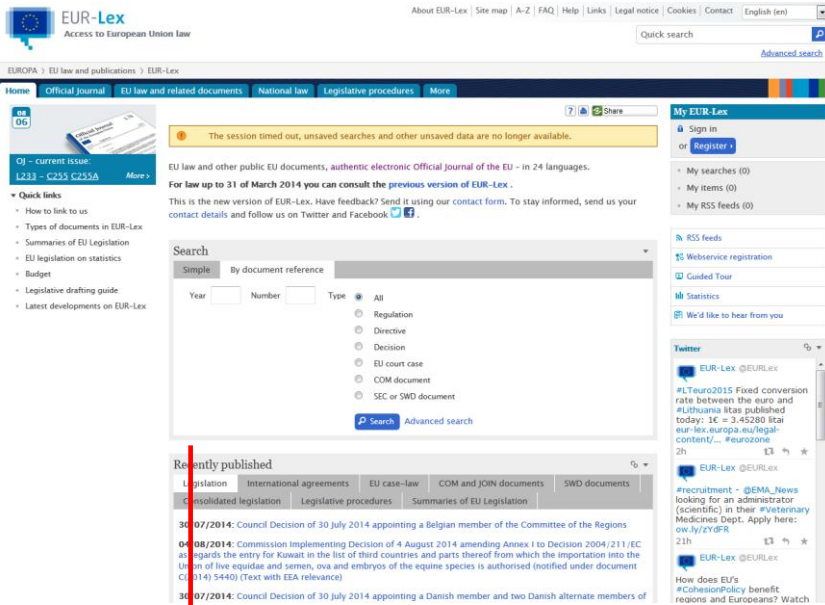 EUR-Lex
Access to European Union law
About EUR-Lex | Site map | A-Z | FAQ | Help | Links | Legal notice | Cookies | Contact
English (en)
Quick search
Advanced search
EUROPA > EU law and publications > EUR-Lex
Home
Official Journal
EU law and related documents
National law
Legislative procedures
More
08
06
Official Journal
OJ - current issue:
L233 - C255 C255A
More >
Quick links
How to link to us
Types of documents in EUR-Lex
Summaries of EU Legislation
EU legislation on statistics
Budget
Legislative drafting guide
Latest developments on EUR-Lex
? Share
The session timed out, unsaved searches and other unsaved data are no longer available.
EU law and other public EU documents, authentic electronic Official Journal of the EU - in 24 languages.
For law up to 31 of March 2014 you can consult the previous version of EUR-Lex .
This is the new version of EUR-Lex. Have feedback? Send it using our contact form. To stay informed, send us your
contact details and follow us on Twitter and Facebook .
Search
Simple
By document reference
Year
Number
Type
All
Regulation
Directive
Decision
EU court case
COM document
SEC or SWD document
Search
Advanced search
Recently published
Legislation
International agreements
EU case-law
COM and JOIN documents
SWD documents
Consolidated legislation
Legislative procedures
Summaries of EU Legislation
30/07/2014: Council Decision of 30 July 2014 appointing a Belgian member of the Committee of the Regions
04/08/2014: Commission Implementing Decision of 4 August 2014 amending Annex I to Decision 2004/211/EC
as regards the entry for Kuwait in the list of third countries and parts thereof from which the importation into the
Union of live equidae and semen, ova and embryos of the equine species is authorised (notified under document
C(2014) 5440) (Text with EEA relevance)
30/07/2014: Council Decision of 30 July 2014 appointing a Danish member and two Danish alternate members of
My EUR-Lex
Sign in
or Register >
My searches (0)
My items (0)
My RSS feeds (0)
RSS feeds
Webservice registration
Guided Tour
Statistics
We'd like to hear from you
Twitter
EUR-Lex @EURLex
#LTeuro2015 Fixed conversion
rate between the euro and
#Lithuania litas published
today: 1€ = 3.45280 litai
eur-lex.europa.eu/legal-
content/... #eurozone
2h
EUR-Lex @EURLex
#recruitment - @EMA_News
looking for an administrator
(scientific) in their #Veterinary
Medicines Dept. Apply here:
ow.ly/zYdFR
21h
EUR-Lex @EURLex
How does EU's
#CohesionPolicy benefit
regions and Europeans? Watch